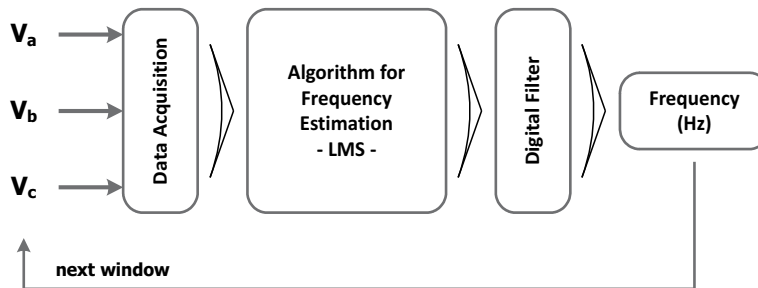 Va
Vb
Vc
Data Acquisition
Algorithm for
Frequency
Estimation
- LMS -
Digital Filter
Frequency
(Hz)
next window